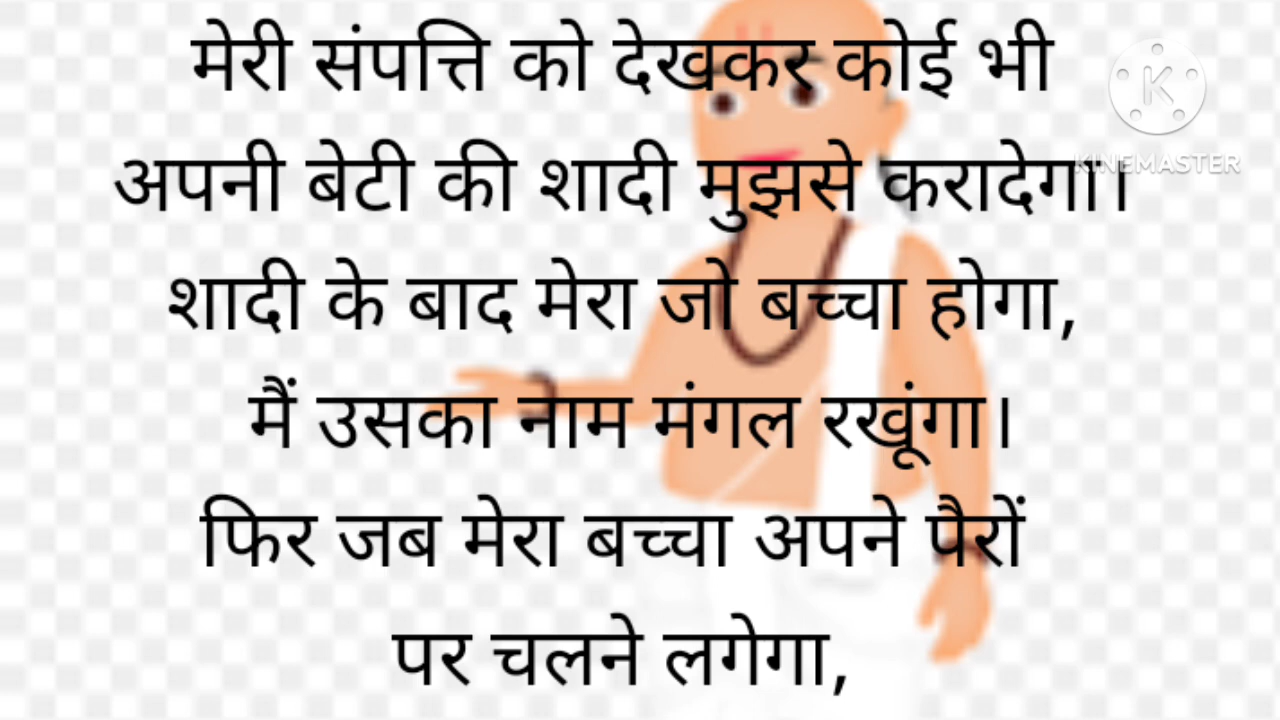 मेरी संपत्ति को देखकर कोई भी
अपनी बेटी की शादी मुझसे करादेगा।
शादी के बाद मेरा जो बच्चा होगा,
मैं उसका नाम मंगल रखूंगा।
फिर जब मेरा बच्चा अपने पैरों
पर चलने लगेगा,
K
KINEMASTER